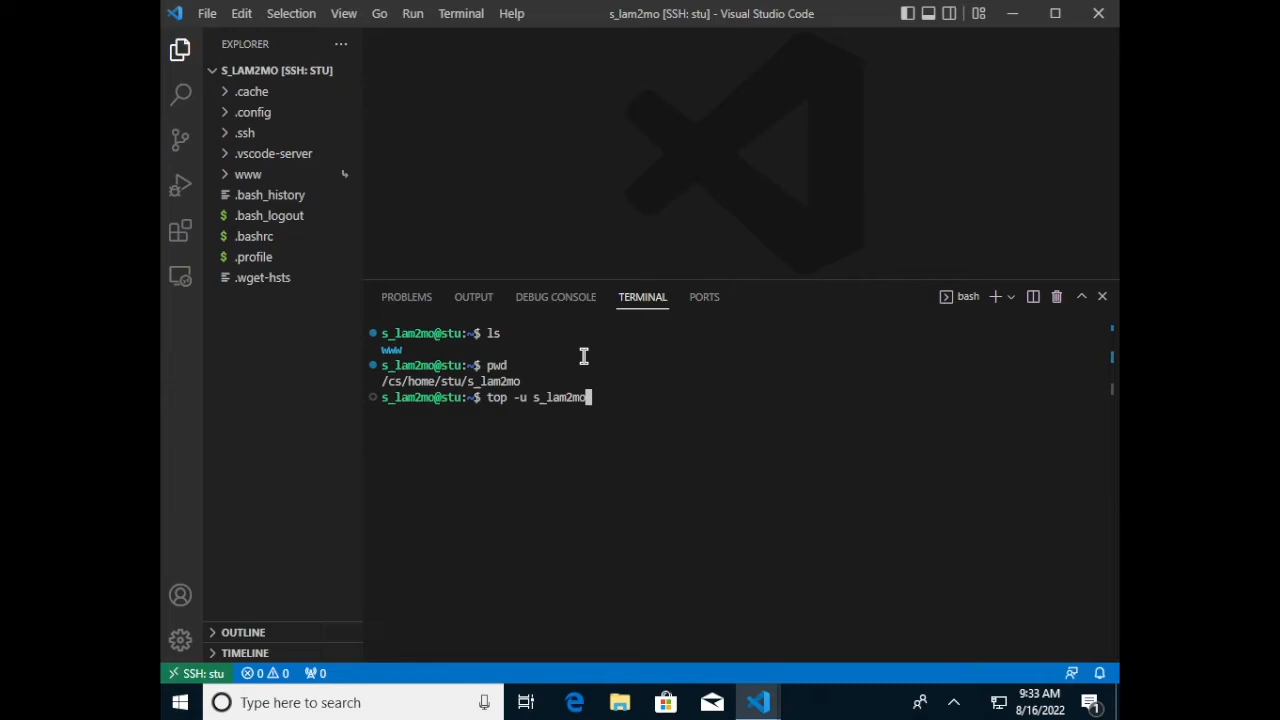 File Edit Selection View Go Run Terminal Help s_lam2mo [SSH: stu] - Visual Studio Code
EXPLORER
S_LAM2MO [SSH: STU]
.cache
.config
.ssh
.vscode-server
www
.bash_history
$ .bash_logout
$ .bashrc
$ .profile
.wget-hsts
OUTLINE
TIMELINE
PROBLEMS OUTPUT DEBUG CONSOLE TERMINAL PORTS bash
s_lam2mo@stu:~$ ls
www
s_lam2mo@stu:~$ pwd
/cs/home/stu/s_lam2mo
s_lam2mo@stu:~$ top -u s_lam2mo
SSH: stu 0 0 0
Type here to search
9:33 AM
8/16/2022
1